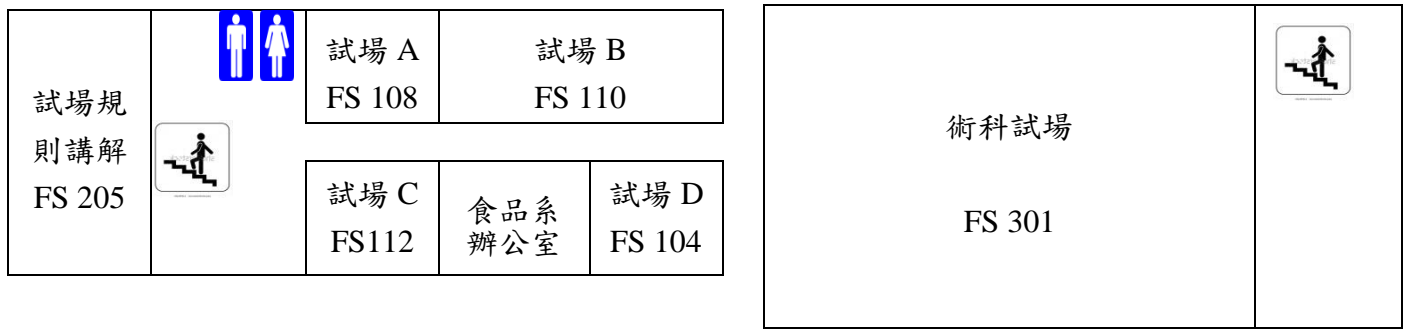 試場規
則講解
FS 205
試場 A
FS 108
試場 B
FS 110
試場 C
FS112
食品系
辦公室
試場 D
FS 104
術科試場
FS 301